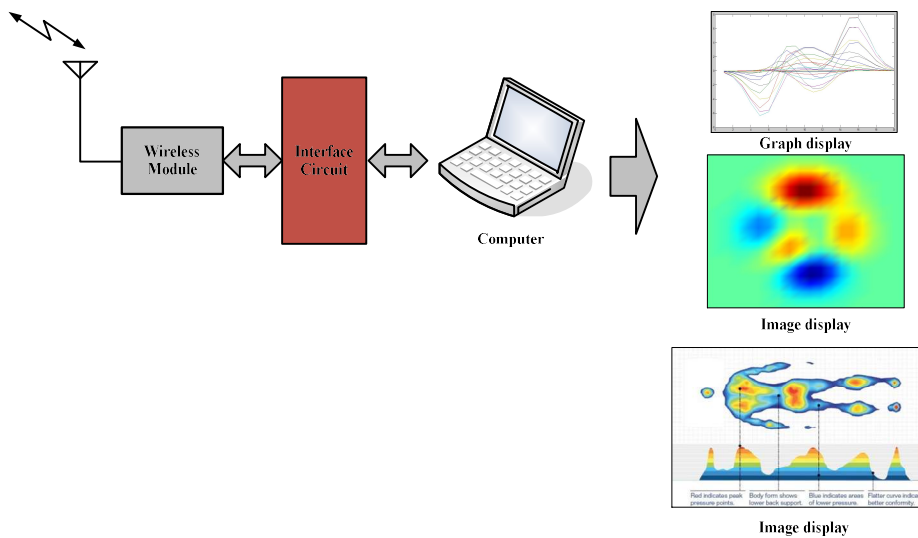 Wireless
Module
Interface
Circuit
Computer
Graph display
Image display
Red indicates peak
pressure points.
Body form shows
lower back support.
Blue indicates areas
of lower pressure.
Flatter curve indica
better conformity.
Image display